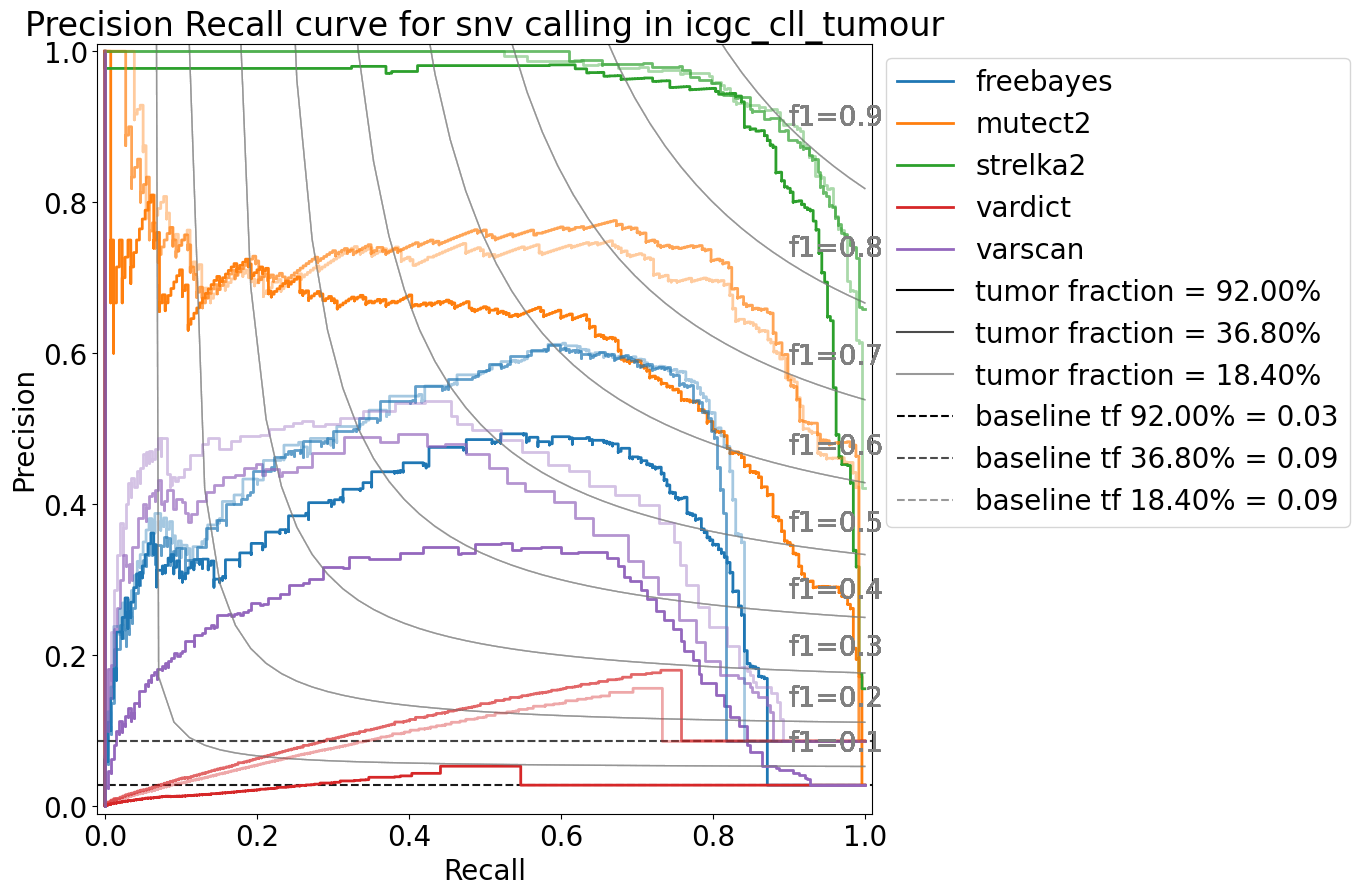 Precision Recall curve for snv calling in icgc_cll_tumour
1.0
0.8
0.6
0.4
0.2
0.0
Precision
0.0
0.2
0.4
0.6
0.8
1.0
Recall
f1=0.9
f1=0.8
f1=0.7
f1=0.6
f1=0.5
f1=0.4
f1=0.3
f1=0.2
f1=0.1
freebayes
mutect2
strelka2
vardict
varscan
tumor fraction = 92.00%
tumor fraction = 36.80%
tumor fraction = 18.40%
baseline tf 92.00% = 0.03
baseline tf 36.80% = 0.09
baseline tf 18.40% = 0.09